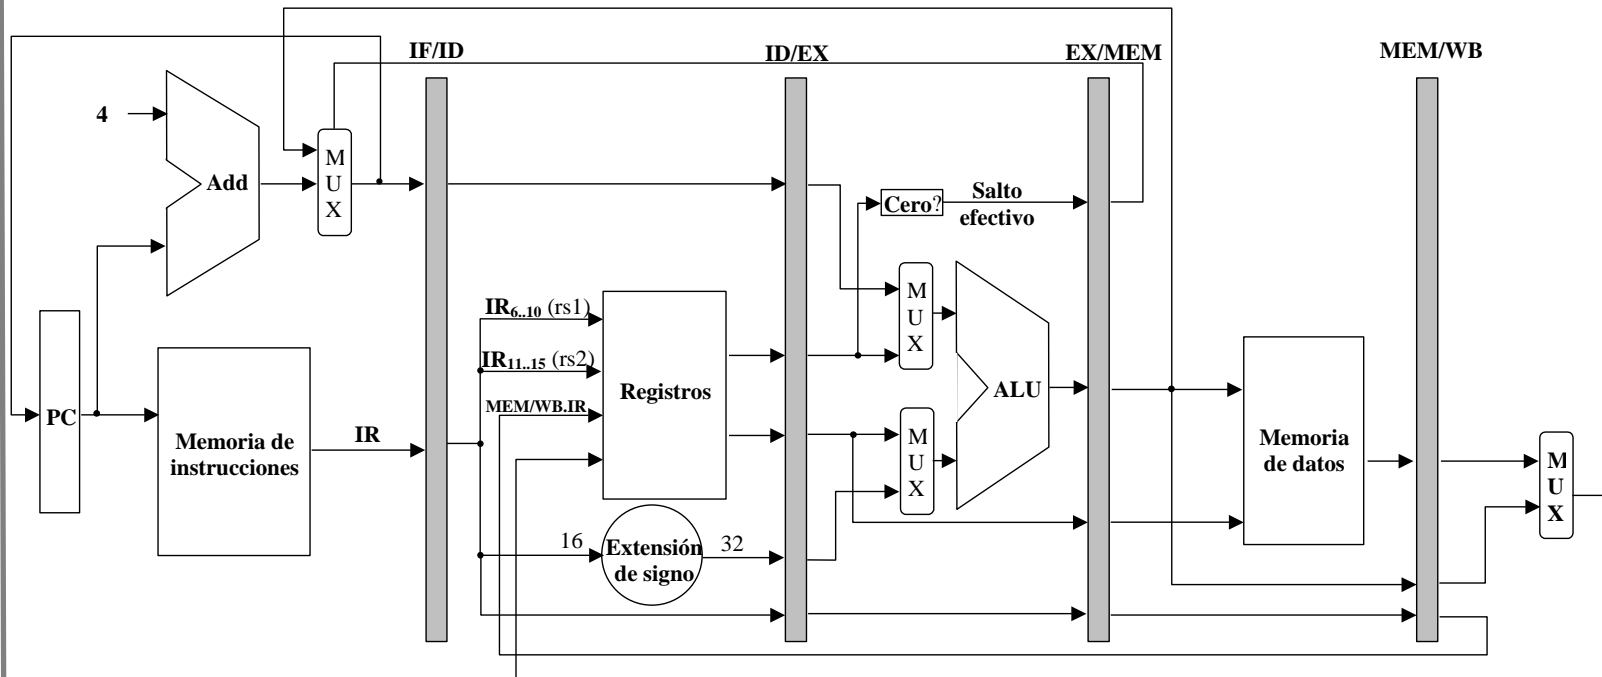 IF/ID
ID/EX
EX/MEM
MEM/WB
4
Add
M
U
X
PC
Memoria de
instrucciones
IR
IR6..10 (rs1)
IR11..15 (rs2)
MEM/WB.IR
Registros
16
Extensión
de signo
32
Cero?
Salto
efectivo
M
U
X
M
U
X
ALU
Memoria
de datos
M
U
X